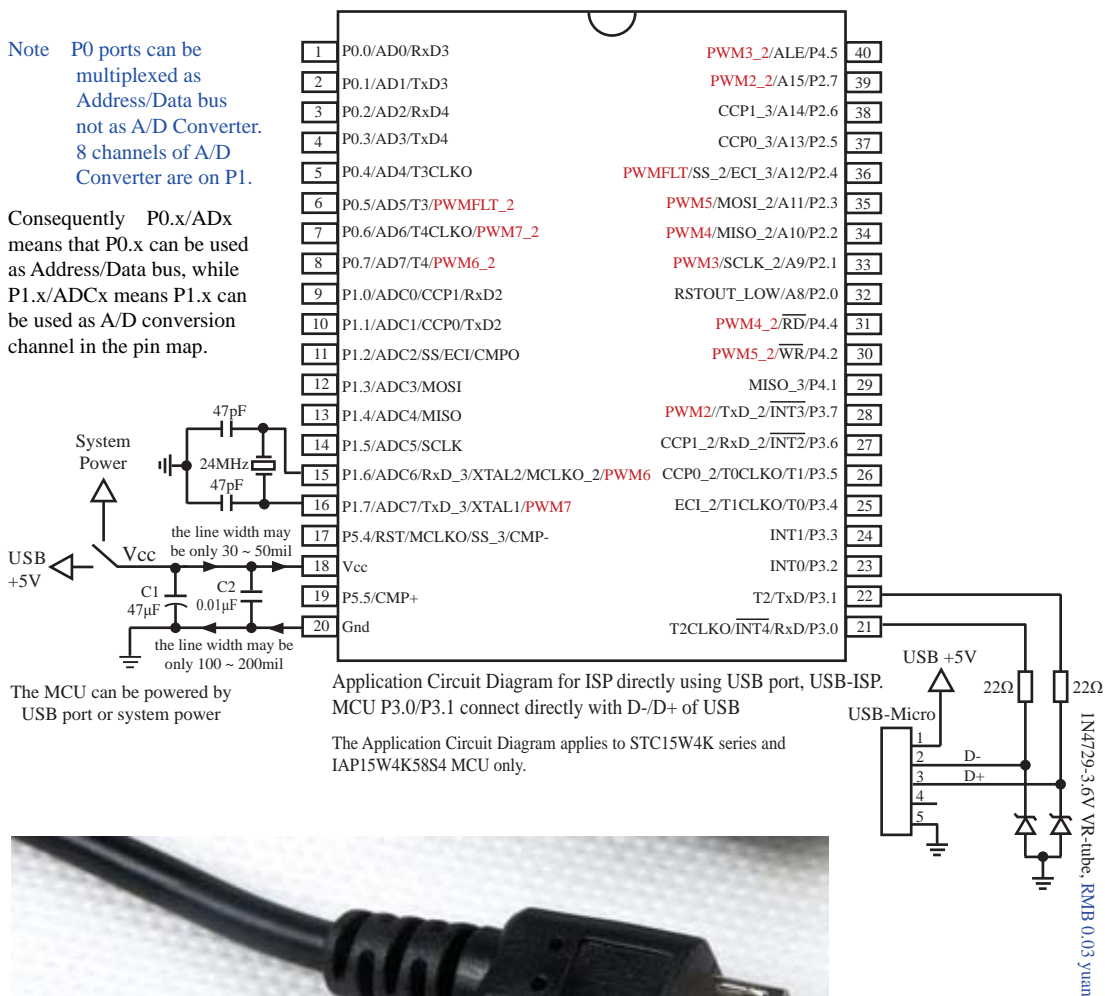 Note P0 ports can be
multiplexed as
Address/Data bus
not as A/D Converter.
8 channels of A/D
Converter are on P1.
Consequently P0.x/ADx
means that P0.x can be used
as Address/Data bus, while
P1.x/ADCx means P1.x can
be used as A/D conversion
channel in the pin map.
1 P0.0/AD0/RxD3
2 P0.1/AD1/TxD3
3 P0.2/AD2/RxD4
4 P0.3/AD3/TxD4
5 P0.4/AD4/T3CLKO
6 P0.5/AD5/T3/PWMFLT_2
7 P0.6/AD6/T4CLKO/PWM7_2
8 P0.7/AD7/T4/PWM6_2
9 P1.0/ADC0/CCP1/RxD2
10 P1.1/ADC1/CCP0/TxD2
11 P1.2/ADC2/SS/ECI/CMPO
12 P1.3/ADC3/MOSI
13 P1.4/ADC4/MISO
14 P1.5/ADC5/SCLK
15 P1.6/ADC6/RxD_3/XTAL2/MCLKO_2/PWM6
16 P1.7/ADC7/TxD_3/XTAL1/PWM7
17 P5.4/RST/MCLKO/SS_3/CMP-
18 Vcc
19 P5.5/CMP+
20 Gnd
PWM3_2/ALE/P4.5 40
PWM2_2/A15/P2.7 39
CCP1_3/A14/P2.6 38
CCP0_3/A13/P2.5 37
PWMFLT/SS_2/ECI_3/A12/P2.4 36
PWM5/MOSI_2/A11/P2.3 35
PWM4/MISO_2/A10/P2.2 34
PWM3/SCLK_2/A9/P2.1 33
RSTOUT_LOW/A8/P2.0 32
PWM4_2/RD/P4.4 31
PWM5_2/WR/P4.2 30
MISO_3/P4.1 29
PWM2//TxD_2/INT3/P3.7 28
CCP1_2/RxD_2/INT2/P3.6 27
CCP0_2/T0CLKO/T1/P3.5 26
ECI_2/T1CLKO/T0/P3.4 25
INT1/P3.3 24
INT0/P3.2 23
T2/TxD/P3.1 22
T2CLKO/INT4/RxD/P3.0 21
47pF
24MHz
47pF
System
Power
USB
+5V
Vcc
the line width may
be only 30 ~ 50mil
C1
47μF
C2
0.01μF
the line width may be
only 100 ~ 200mil
The MCU can be powered by
USB port or system power
Application Circuit Diagram for ISP directly using USB port, USB-ISP.
MCU P3.0/P3.1 connect directly with D-/D+ of USB
The Application Circuit Diagram applies to STC15W4K series and
IAP15W4K58S4 MCU only.
USB +5V
22Ω
22Ω
USB-Micro
1
2 D-
3 D+
4
5
1N4729-3.6V VR-tube, RMB 0.03 yuan